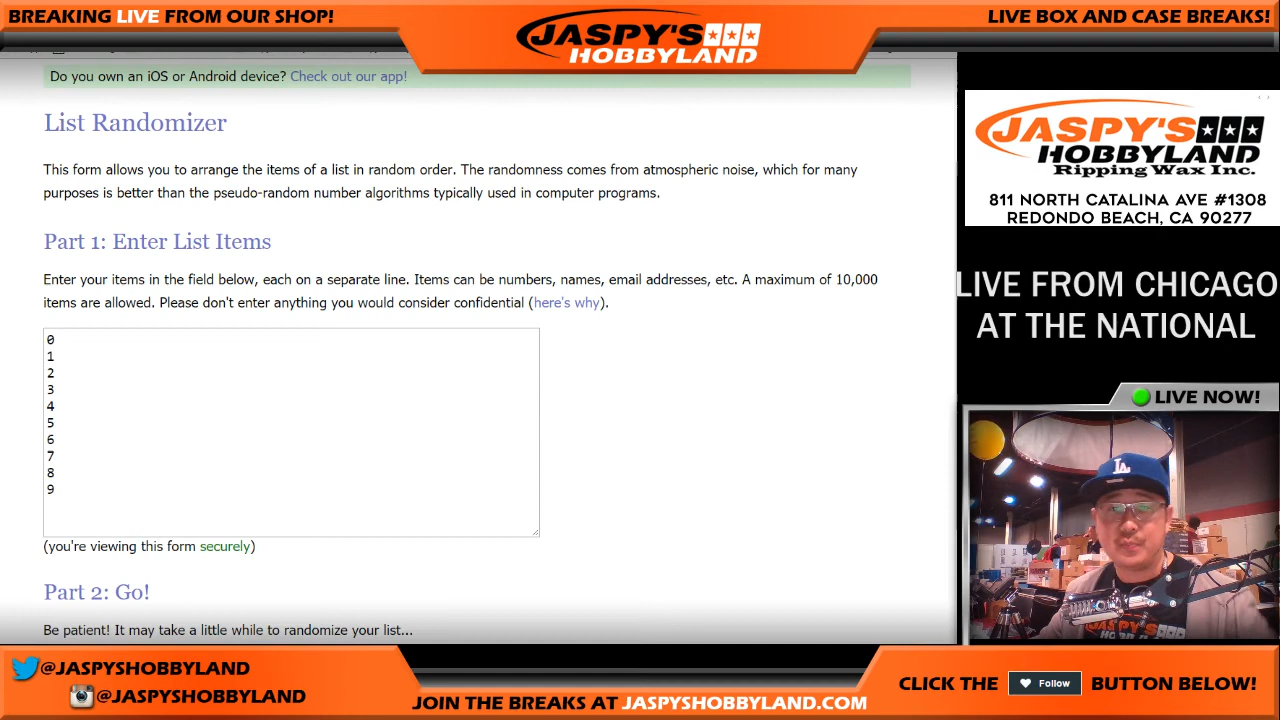 BREAKING LIVE FROM OUR SHOP!
JASPY'S
HOBBYLAND
LIVE BOX AND CASE BREAKS!
Do you own an iOS or Android device? Check out our app!
List Randomizer
This form allows you to arrange the items of a list in random order. The randomness comes from atmospheric noise, which for many
purposes is better than the pseudo-random number algorithms typically used in computer programs.
Part 1: Enter List Items
Enter your items in the field below, each on a separate line. Items can be numbers, names, email addresses, etc. A maximum of 10,000
items are allowed. Please don't enter anything you would consider confidential (here's why).
0
1
2
3
4
5
6
7
8
9
(you're viewing this form securely)
Part 2: Go!
Be patient! It may take a little while to randomize your list...
JASPY'S
HOBBYLAND
Ripping Wax Inc.
811 NORTH CATALINA AVE #1308
REDONDO BEACH, CA 90277
LIVE FROM CHICAGO
AT THE NATIONAL
LIVE NOW!
LA
JASPY'S
@JASPYSHOBBYLAND
@JASPYSHOBBYLAND
JOIN THE BREAKS AT JASPYSHOBBYLAND.COM
CLICK THE Follow BUTTON BELOW!